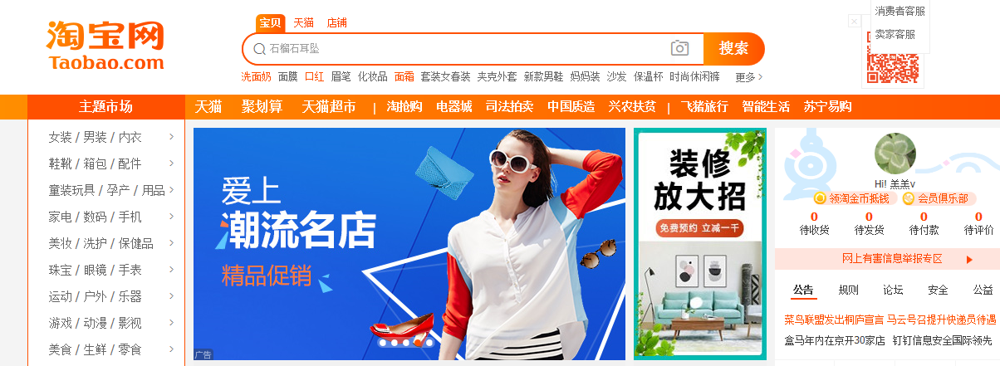 消费者客服
宝贝 天猫 店铺
淘宝网
卖家客服
石榴石耳坠 搜索
Taobao.com
洗面奶 面膜 口红 眉笔 化妆品 面霜 套装女春装 夹克外套 新款男鞋 妈妈装 沙发 保温杯 时尚休闲裤 更多
主题市场 天猫 聚划算 天猫超市 | 淘抢购 电器城 司法拍卖 中国质造 兴农扶贫 | 飞猪旅行 智能生活 苏宁易购
女装 / 男装 / 内衣
鞋靴 / 箱包 / 配件
童装玩具 / 孕产 / 用品
家电 / 数码 / 手机
美妆 / 洗护 / 保健品
珠宝 / 眼镜 / 手表
运动 / 户外 / 乐器
游戏 / 动漫 / 影视
美食 / 生鲜 / 零食
爱上
潮流名店
精品促销
广告
装修
放大招
免费预约 立减一千
Hi! 羔羔v
领淘金币抵钱 会员俱乐部
0 0 0 0
待收货 待发货 待付款 待评价
网上有害信息举报专区
公告 规则 论坛 安全 公益
菜鸟联盟发出桐庐宣言 马云号召提升快递员待遇
盒马年内在京开30家店 钉钉信息安全国际领先